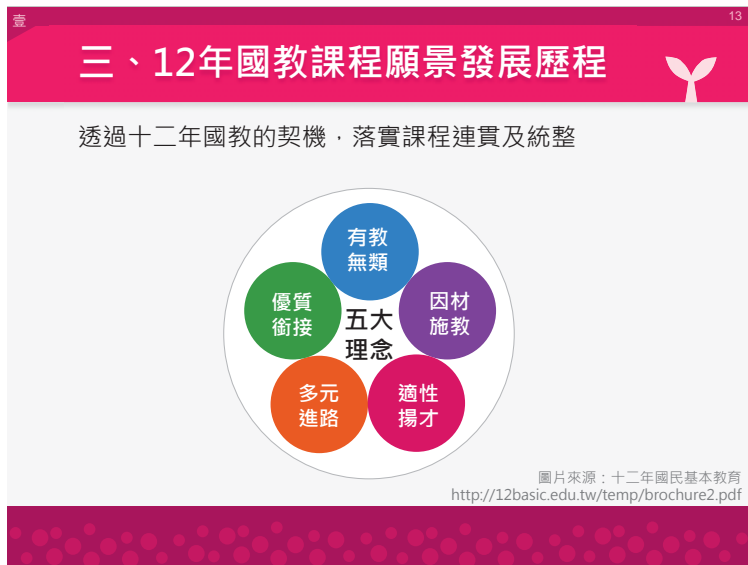 壹
13
三、12年國教課程願景發展歷程
透過十二年國教的契機，落實課程連貫及統整
有教
無類
優質
銜接
因材
施教
五大
理念
多元
進路
適性
揚才
圖片來源：十二年國民基本教育
http://12basic.edu.tw/temp/brochure2.pdf